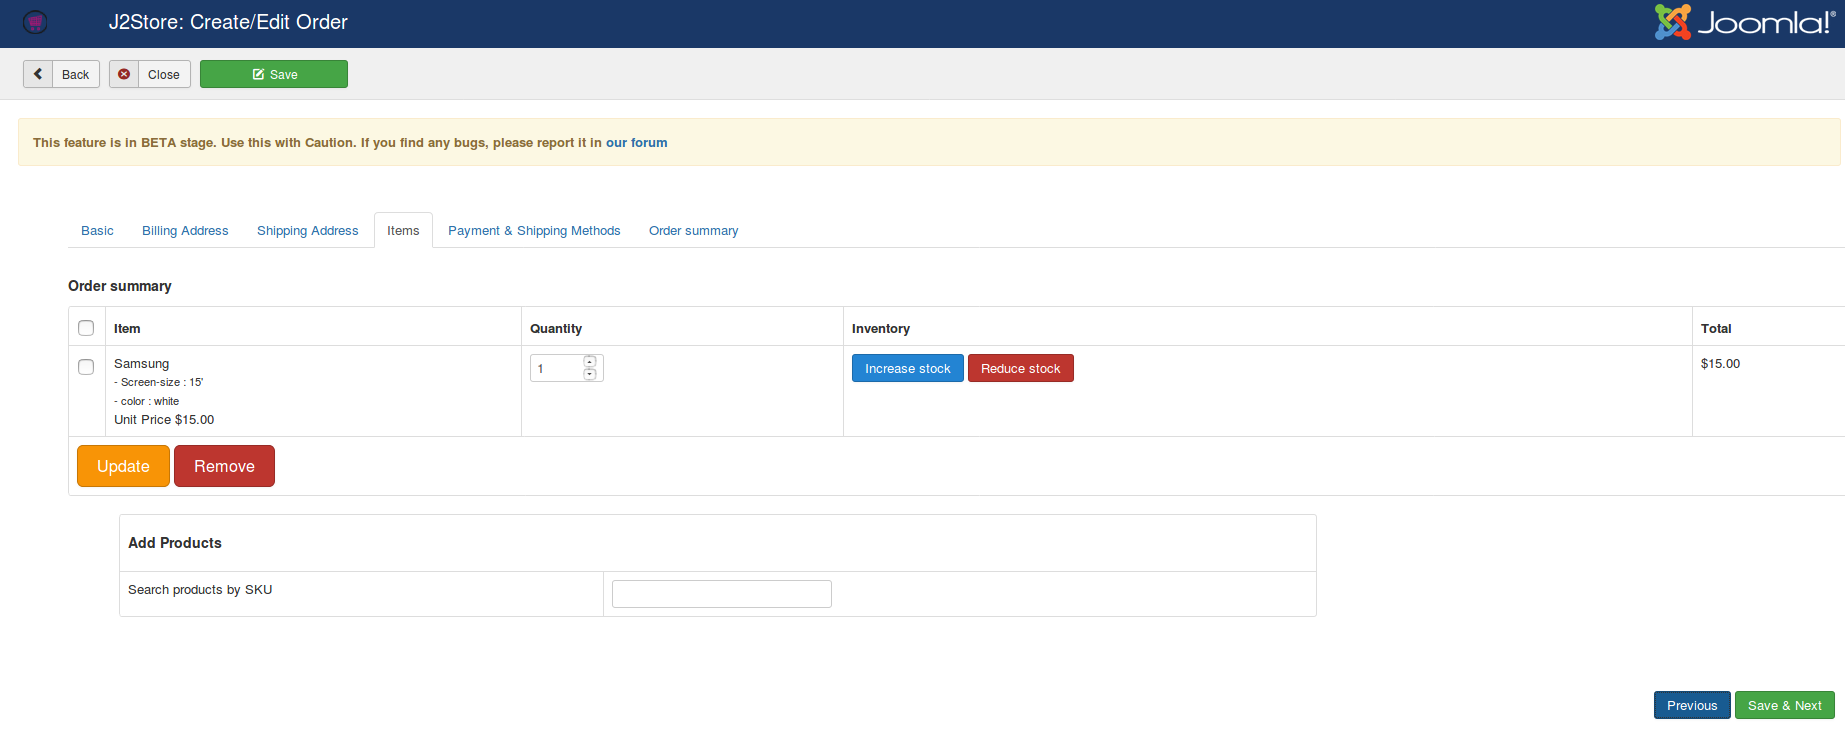 J2Store: Create/Edit Order
Joomla!®
Back Close Save
This feature is in BETA stage. Use this with Caution. If you find any bugs, please report it in our forum
Basic Billing Address Shipping Address Items Payment & Shipping Methods Order summary
Order summary
Item Quantity Inventory Total
Samsung 1 Increase stock Reduce stock $15.00
- Screen-size : 15'
- color : white
Unit Price $15.00
Update Remove
Add Products
Search products by SKU
Previous Save & Next